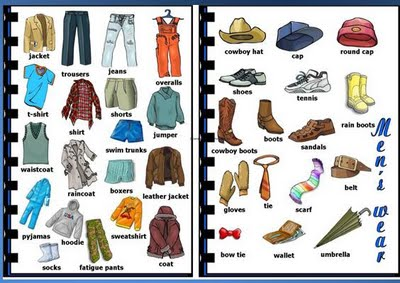 jacket
trousers
jeans
overalls
t-shirt
shirt
shorts
jumper
swim trunks
waistcoat
raincoat
boxers
leather jacket
pyjamas
hoodie
sweatshirt
coat
socks
fatigue pants
cowboy hat
cap
round cap
shoes
tennis
rain boots
cowboy boots
boots
sandals
gloves
tie
scarf
belt
bow tie
wallet
umbrella
Men's wear